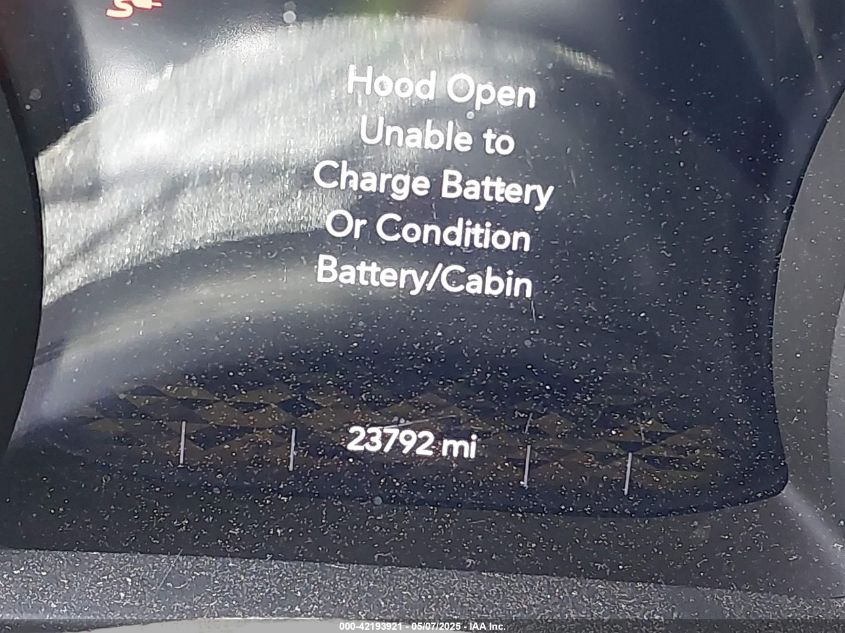 Hood Open
Unable to
Charge Battery
Or Condition
Battery/Cabin
23792 mi
000-42193921 - 05/07/2025 - IAA Inc.